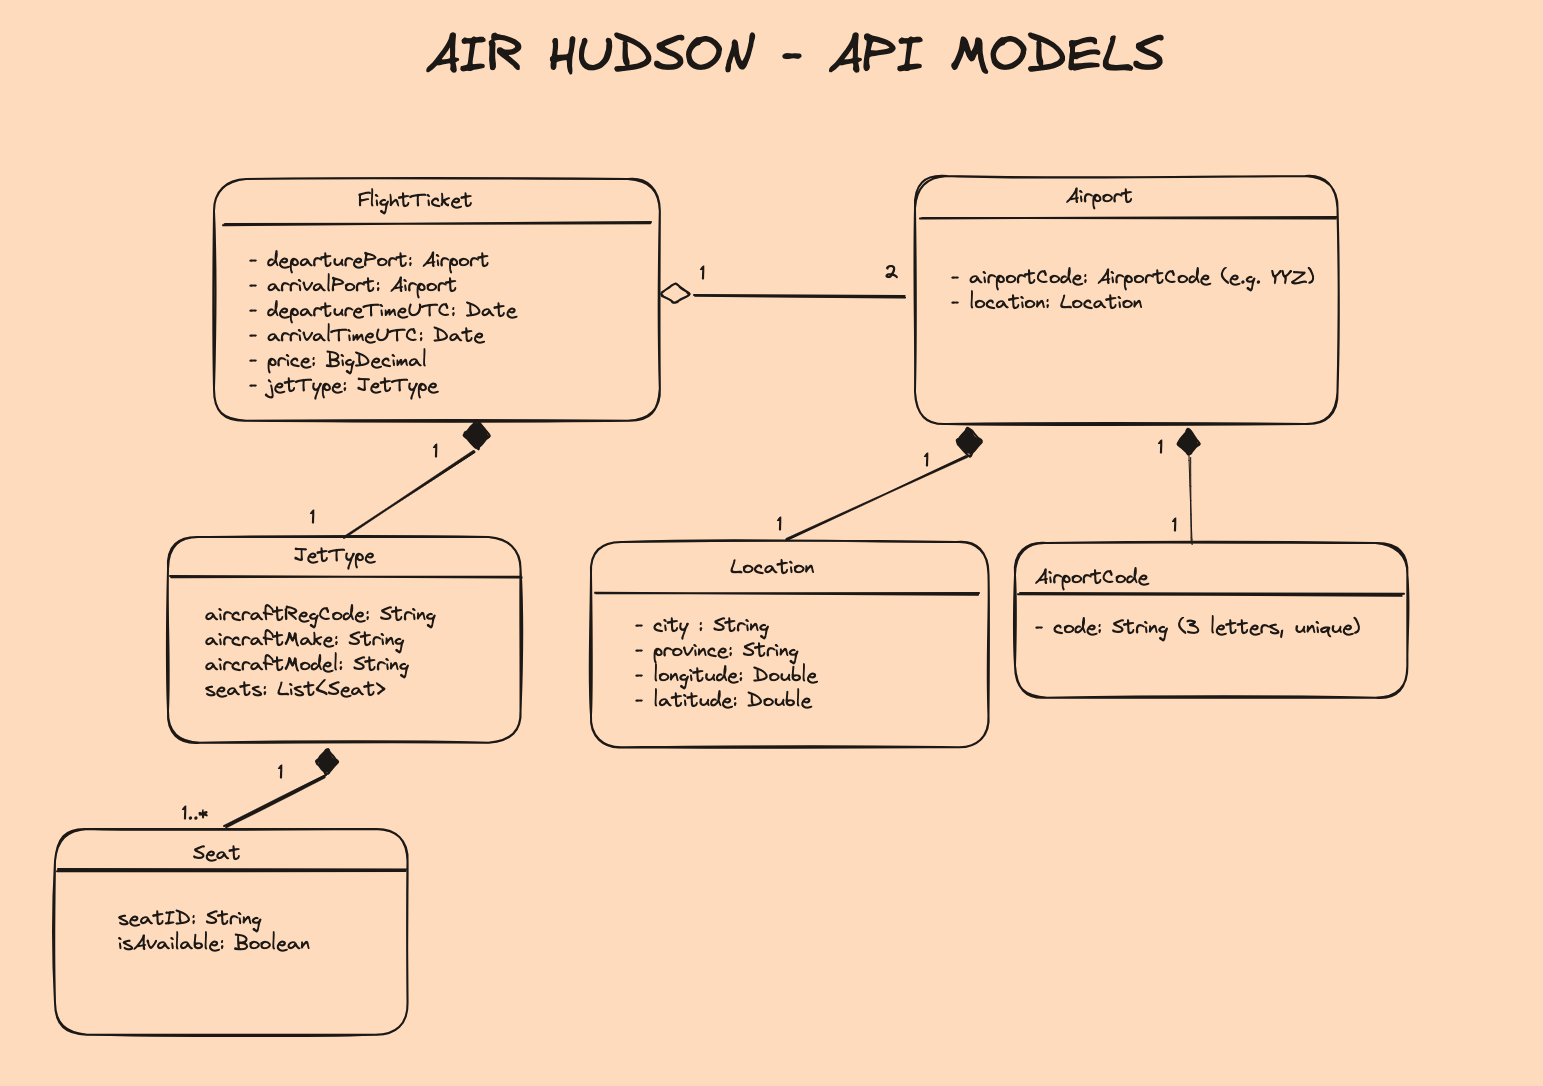 AIR HUDSON - API MODELS
FlightTicket
- departurePort: Airport
- arrivalPort: Airport
- departureTimeUTC: Date
- arrivalTimeUTC: Date
- price: BigDecimal
- jetType: JetType
1
2
Airport
- airportCode: AirportCode (e.g. YYZ)
- location: Location
1
1
1
1
1
1
JetType
aircraftRegCode: String
aircraftMake: String
aircraftModel: String
seats: List<Seat>
Location
- city : String
- province: String
- longitude: Double
- latitude: Double
AirportCode
- code: String (3 letters, unique)
1
1..*
Seat
seatID: String
isAvailable: Boolean